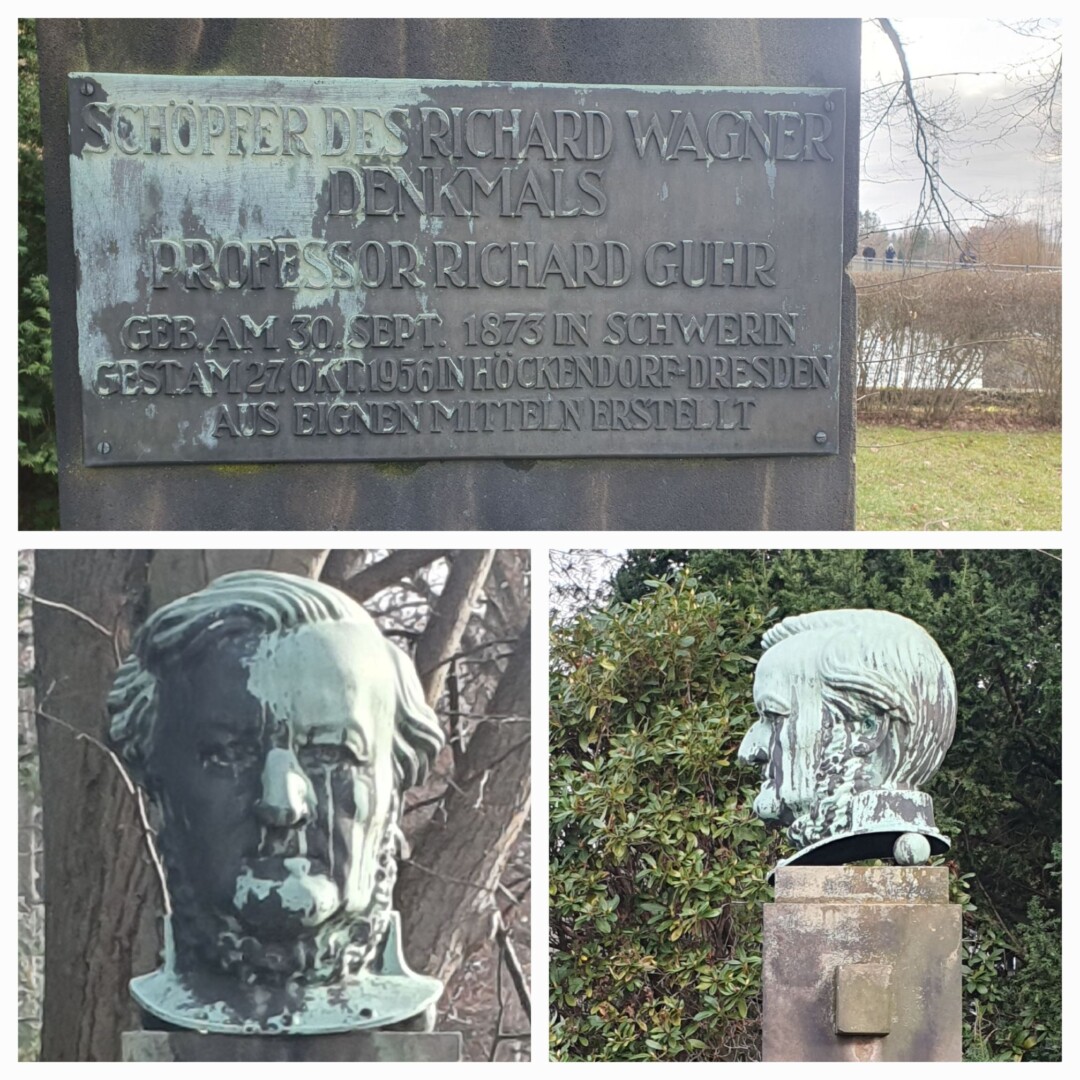 SCHÖPFER DES RICHARD WAGNER
DENKMALS
PROFESSOR RICHARD GUHR
GEB. AM 30. SEPT. 1873 IN SCHWERIN
GEST. AM 27. OKT. 1956 IN HÖCKENDORF-DRESDEN
AUS EIGNEN MITTELN ERSTELLT